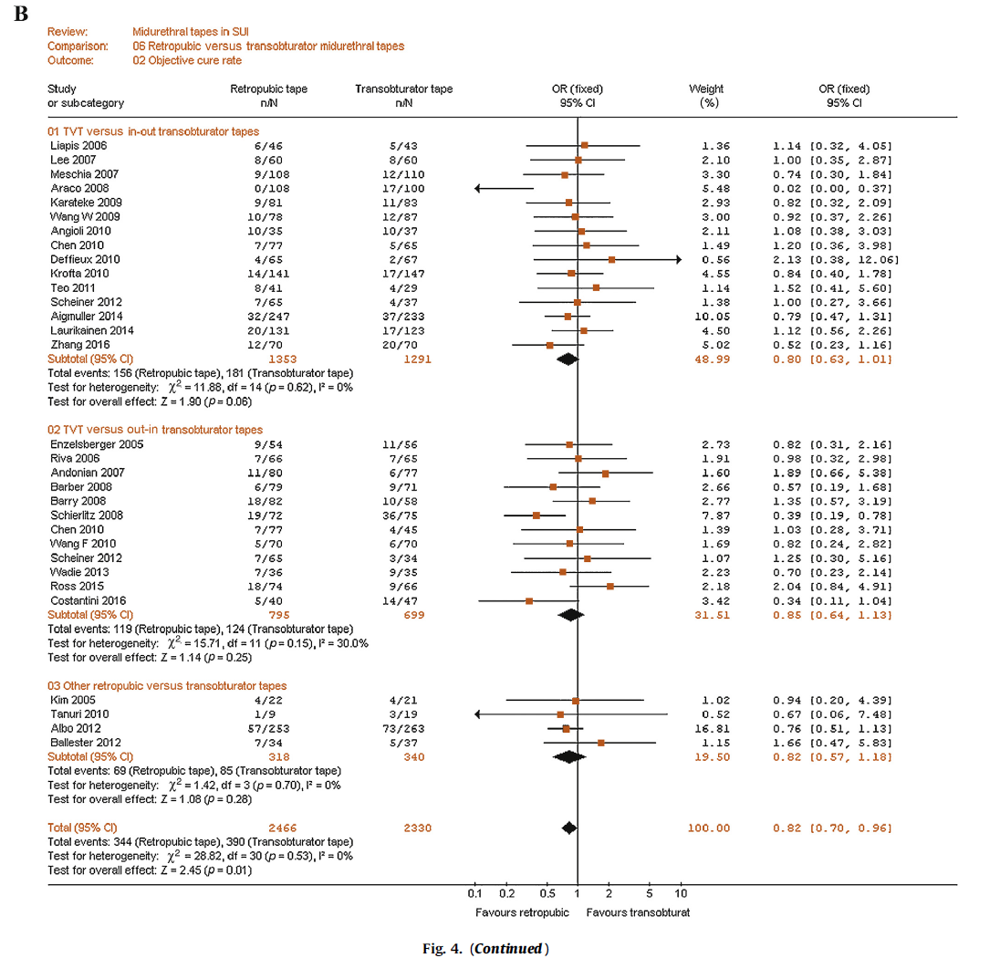 B
Review: Midurethral tapes in SUI
Comparison: 06 Retropubic versus transobturator midurethral tapes
Outcome: 02 Objective cure rate
Study Retropubic tape Transobturator tape OR (fixed) Weight OR (fixed)
or sub-category n/N n/N 95% CI (%) 95% CI
01 TVT versus in-out transobturator tapes
Liapis 2006 6/46 5/43 1.36 1.14 [0.32, 4.05]
Lee 2007 8/60 8/60 2.10 1.00 [0.35, 2.87]
Meschia 2007 9/108 12/110 3.30 0.74 [0.30, 1.84]
Araco 2008 0/108 17/100 5.48 0.02 [0.00, 0.37]
Karateke 2009 9/81 11/83 2.93 0.82 [0.32, 2.09]
Wang W 2009 10/78 12/87 3.00 0.92 [0.37, 2.26]
Angioli 2010 10/35 10/37 2.11 1.08 [0.38, 3.03]
Chen 2010 7/77 5/65 1.49 1.20 [0.36, 3.98]
Deffieux 2010 4/65 2/67 0.56 2.13 [0.38, 12.06]
Krofta 2010 14/141 17/147 4.55 0.84 [0.40, 1.78]
Teo 2011 8/41 4/29 1.14 1.52 [0.41, 5.60]
Scheiner 2012 7/65 4/37 1.38 1.00 [0.27, 3.66]
Aigmuller 2014 32/247 37/233 10.05 0.79 [0.47, 1.31]
Laurikainen 2014 20/131 17/123 4.50 1.12 [0.56, 2.26]
Zhang 2016 12/70 20/70 5.02 0.52 [0.23, 1.16]
Subtotal (95% CI) 1353 1291 48.99 0.80 [0.63, 1.01]
Total events: 156 (Retropubic tape), 181 (Transobturator tape)
Test for heterogeneity: χ² = 11.88, df = 14 (p = 0.62), I² = 0%
Test for overall effect: Z = 1.90 (p = 0.06)
02 TVT versus out-in transobturator tapes
Enzelsberger 2005 9/54 11/56 2.73 0.82 [0.31, 2.16]
Riva 2006 7/66 7/65 1.91 0.98 [0.32, 2.98]
Andonian 2007 11/80 6/77 1.60 1.89 [0.66, 5.38]
Barber 2008 6/79 9/71 2.66 0.57 [0.19, 1.68]
Barry 2008 18/82 10/58 2.77 1.35 [0.57, 3.19]
Schierlitz 2008 19/72 36/75 7.87 0.39 [0.19, 0.78]
Chen 2010 7/77 4/45 1.39 1.03 [0.28, 3.71]
Wang F 2010 5/70 6/70 1.69 0.82 [0.24, 2.82]
Scheiner 2012 7/65 3/34 1.07 1.25 [0.30, 5.16]
Wadie 2013 7/36 9/35 2.23 0.70 [0.23, 2.14]
Ross 2015 18/74 9/66 2.18 2.04 [0.84, 4.91]
Costantini 2016 5/40 14/47 3.42 0.34 [0.11, 1.04]
Subtotal (95% CI) 795 699 31.51 0.85 [0.64, 1.13]
Total events: 119 (Retropubic tape), 124 (Transobturator tape)
Test for heterogeneity: χ² = 15.71, df = 11 (p = 0.15), I² = 30.0%
Test for overall effect: Z = 1.14 (p = 0.25)
03 Other retropubic versus transobturator tapes
Kim 2005 4/22 4/21 1.02 0.94 [0.20, 4.39]
Tanuri 2010 1/9 3/19 0.52 0.67 [0.06, 7.48]
Albo 2012 57/253 73/263 16.81 0.76 [0.51, 1.13]
Ballester 2012 7/34 5/37 1.15 1.66 [0.47, 5.83]
Subtotal (95% CI) 318 340 19.50 0.82 [0.57, 1.18]
Total events: 69 (Retropubic tape), 85 (Transobturator tape)
Test for heterogeneity: χ² = 1.42, df = 3 (p = 0.70), I² = 0%
Test for overall effect: Z = 1.08 (p = 0.28)
Total (95% CI) 2466 2330 100.00 0.82 [0.70, 0.96]
Total events: 344 (Retropubic tape), 390 (Transobturator tape)
Test for heterogeneity: χ² = 28.82, df = 30 (p = 0.53), I² = 0%
Test for overall effect: Z = 2.45 (p = 0.01)
0.1 0.2 0.5 1 2 5 10
Favours retropubic Favours transobturat
Fig. 4. (Continued)